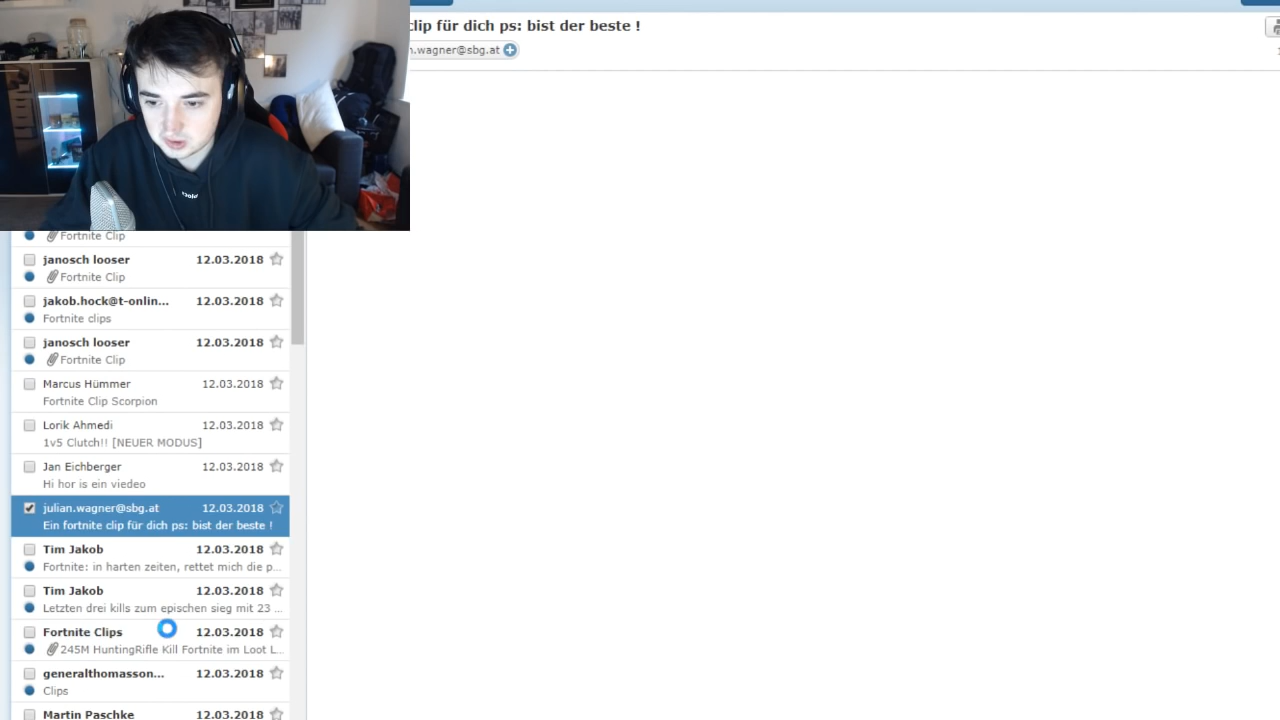 clip für dich ps: bist der beste !
n.wagner@sbg.at
Fortnite Clip
janosch looser 12.03.2018
Fortnite Clip
jakob.hock@t-onlin... 12.03.2018
Fortnite clips
janosch looser 12.03.2018
Fortnite Clip
Marcus Hümmer 12.03.2018
Fortnite Clip Scorpion
Lorik Ahmedi 12.03.2018
1v5 Clutch!! [NEUER MODUS]
Jan Eichberger 12.03.2018
Hi hor is ein viedeo
julian.wagner@sbg.at 12.03.2018
Ein fortnite clip für dich ps: bist der beste !
Tim Jakob 12.03.2018
Fortnite: in harten zeiten, rettet mich die p...
Tim Jakob 12.03.2018
Letzten drei kills zum epischen sieg mit 23 ...
Fortnite Clips 12.03.2018
245M HuntingRifle Kill Fortnite im Loot L...
generalthomasson... 12.03.2018
Clips
Martin Paschke 12.03.2018